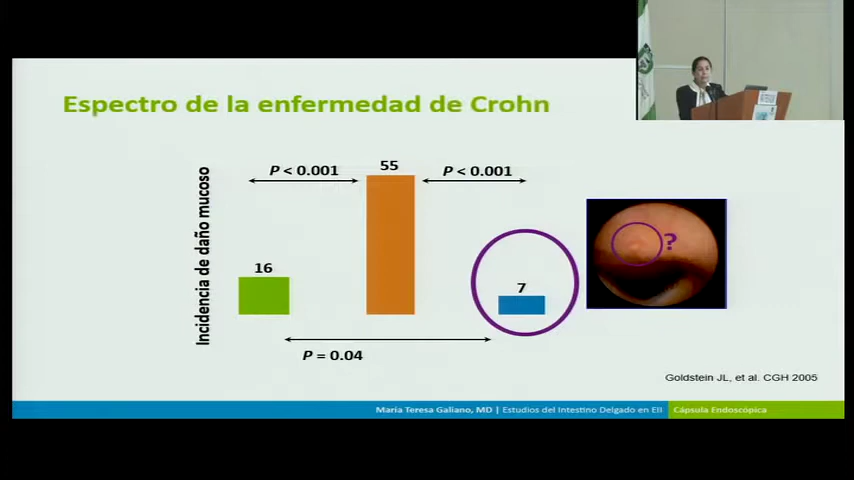 Espectro de la enfermedad de Crohn
Incidencia de daño mucoso
P < 0.001
55
P < 0.001
16
7
?
P = 0.04
Goldstein JL, et al. CGH 2005
Maria Teresa Galiano, MD | Estudios del Intestino Delgado en EII
Cápsula Endoscópica